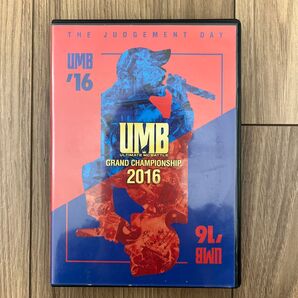 THE JUDGEMENT DAY
UMB
'16
UMB
ULTIMATE MC BATTLE
GRAND CHAMPIONSHIP
2016
'16
UMB